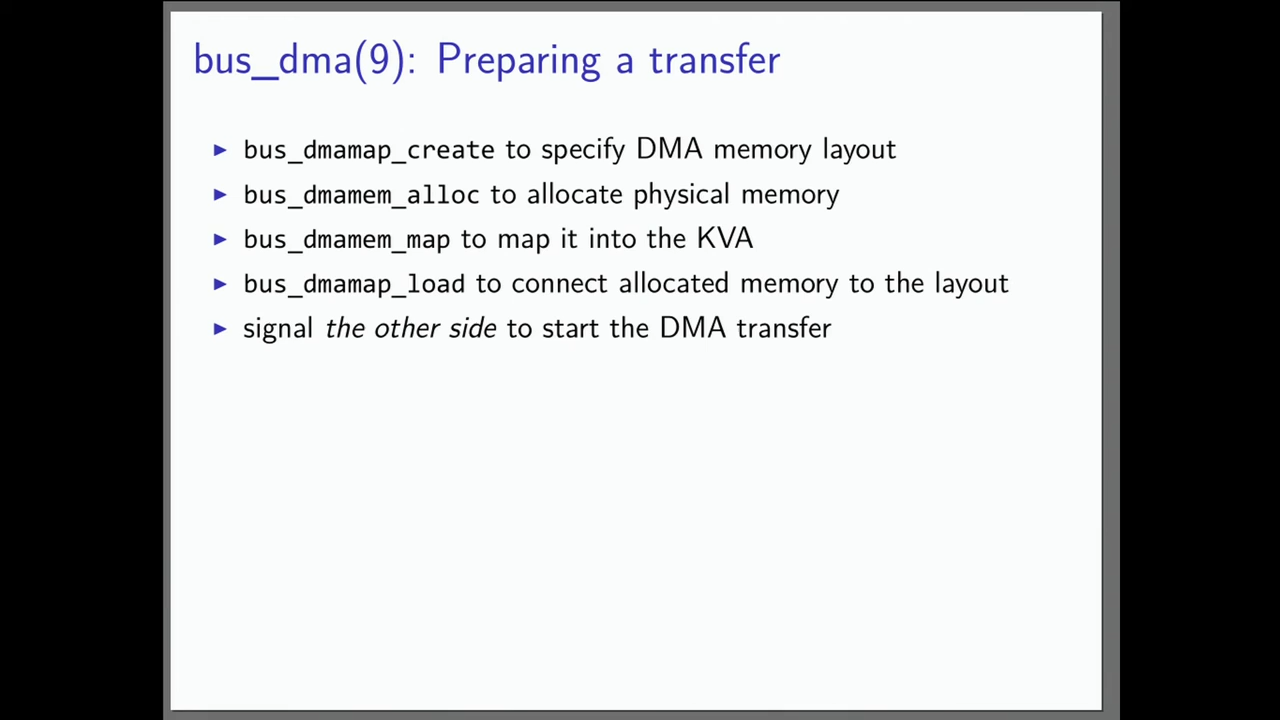 bus_dma(9): Preparing a transfer
bus_dmamap_create to specify DMA memory layout
bus_dmamem_alloc to allocate physical memory
bus_dmamem_map to map it into the KVA
bus_dmamap_load to connect allocated memory to the layout
signal the other side to start the DMA transfer